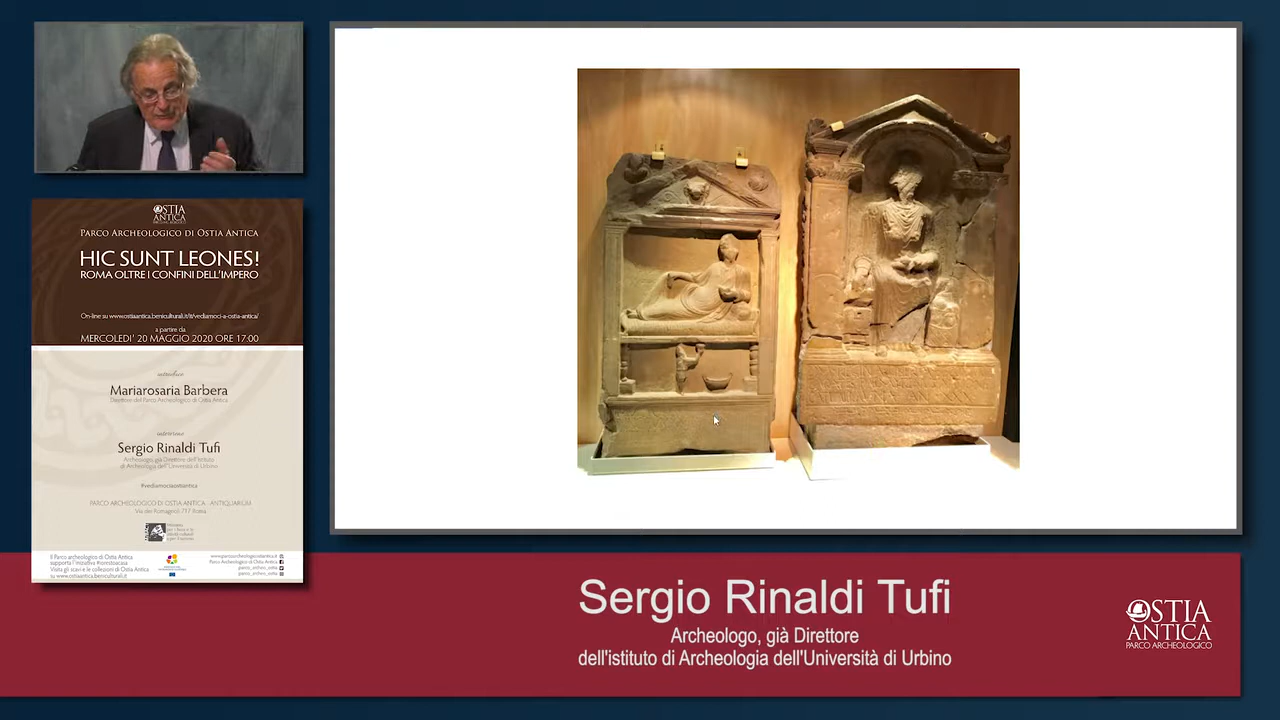 OSTIA
ANTICA
PARCO ARCHEOLOGICO DI OSTIA ANTICA
HIC SUNT LEONES!
ROMA OLTRE I CONFINI DELL'IMPERO
On-line su www.ostiaantica.beniculturali.it/it/vediamoci-a-ostia-antica/
a partire da
MERCOLEDI' 20 MAGGIO 2020 ORE 17:00
introduce
Mariarosaria Barbera
Direttore del Parco Archeologico di Ostia Antica
interviene
Sergio Rinaldi Tufi
Archeologo, già Direttore dell'Istituto
di Archeologia dell'Università di Urbino
#vediamociaostiantica
PARCO ARCHEOLOGICO DI OSTIA ANTICA - ANTIQUARIUM
Via dei Romagnoli 717 Roma
Il Parco archeologico di Ostia Antica
supporta l'iniziativa #iorestoacasa
Visita gli scavi e le collezioni di Ostia Antica
su www.ostiaantica.beniculturali.it
www.parcoarcheologicostiantica.it
Parco Archeologico di Ostia Antica
parco_archeo_ostia
parco_archeo_ostia
Sergio Rinaldi Tufi
Archeologo, già Direttore
dell'istituto di Archeologia dell'Università di Urbino
OSTIA
ANTICA
PARCO ARCHEOLOGICO